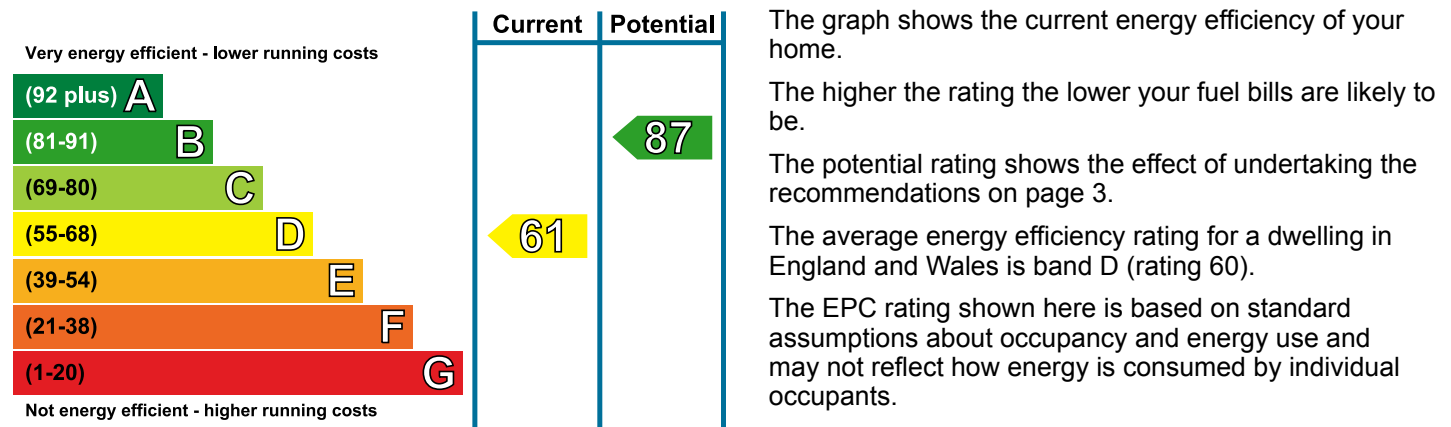 Current Potential
Very energy efficient - lower running costs
(92 plus) A
(81-91) B
87
(69-80) C
(55-68) D
61
(39-54) E
(21-38) F
(1-20) G
Not energy efficient - higher running costs
The graph shows the current energy efficiency of your
home.
The higher the rating the lower your fuel bills are likely to
be.
The potential rating shows the effect of undertaking the
recommendations on page 3.
The average energy efficiency rating for a dwelling in
England and Wales is band D (rating 60).
The EPC rating shown here is based on standard
assumptions about occupancy and energy use and
may not reflect how energy is consumed by individual
occupants.